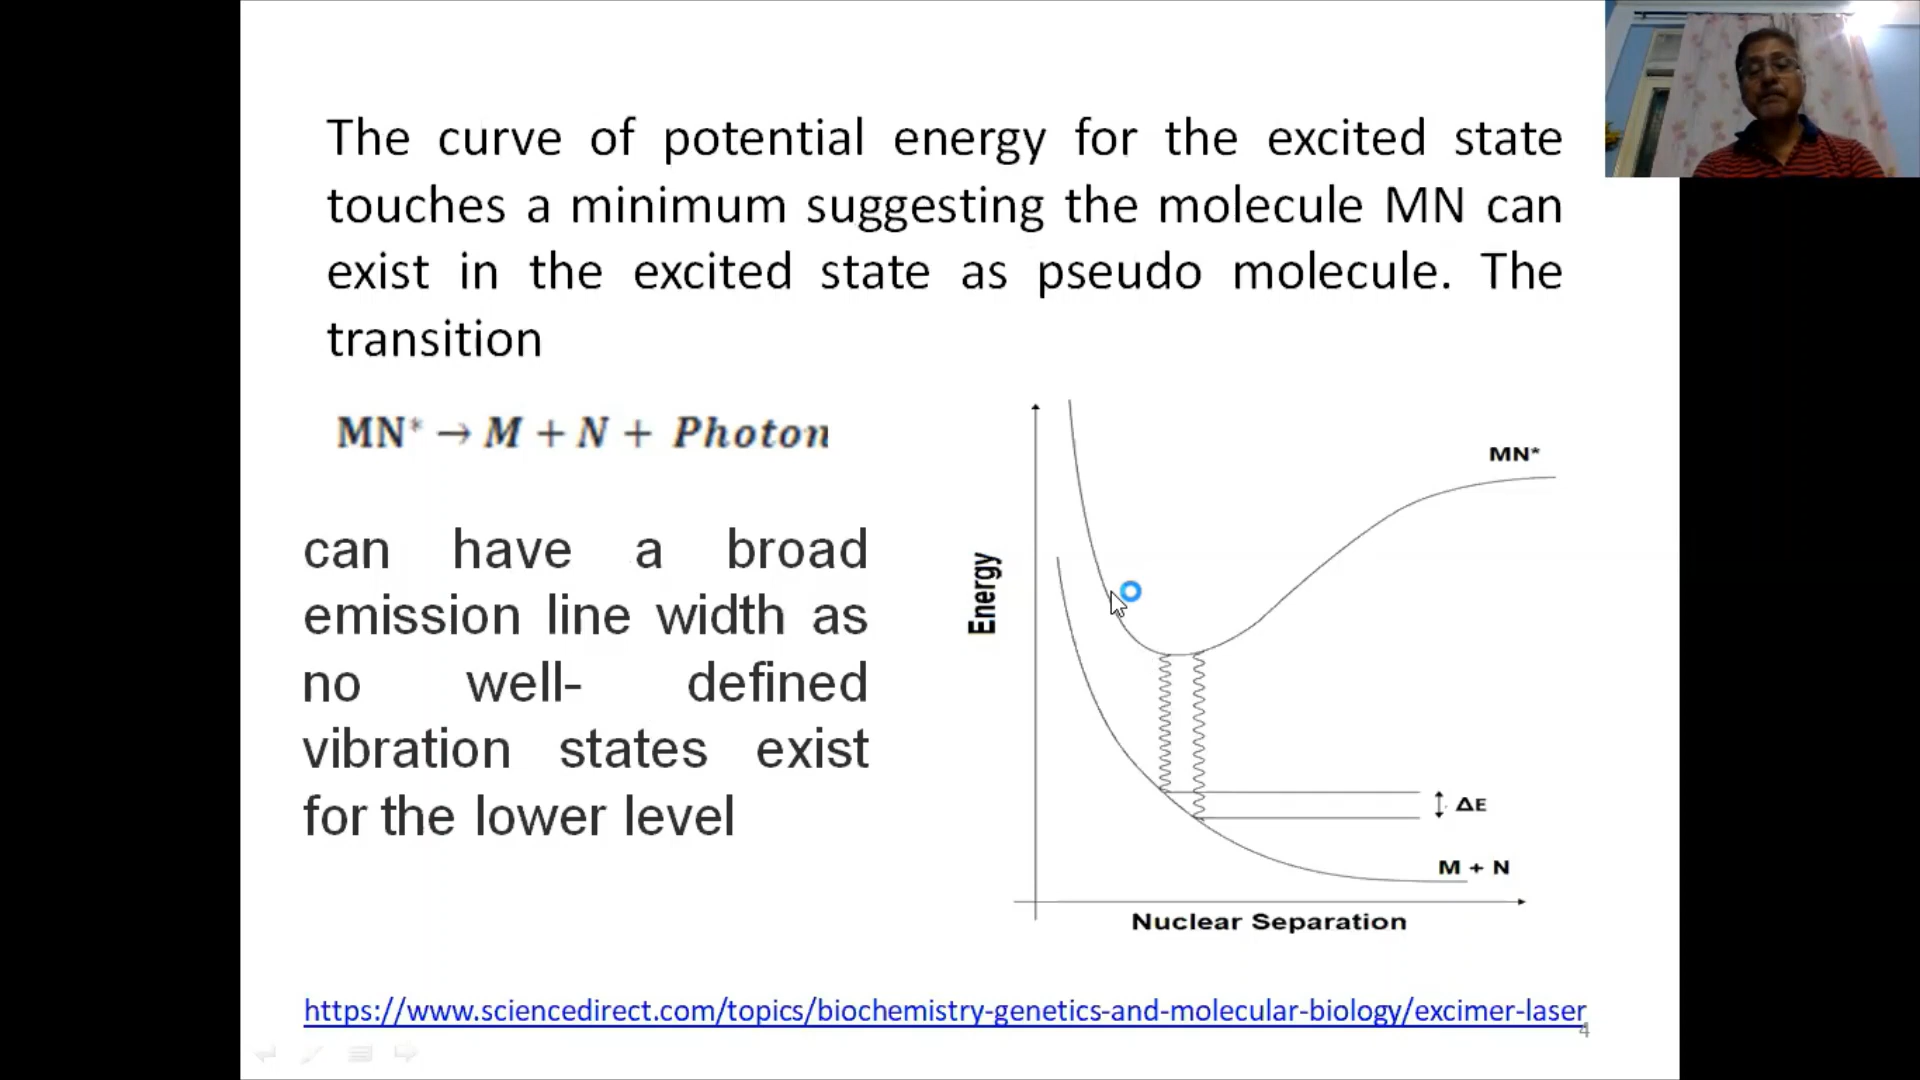 The curve of potential energy for the excited state
touches a minimum suggesting the molecule MN can
exist in the excited state as pseudo molecule. The
transition
MN* → M + N + Photon
can have a broad
emission line width as
no well- defined
vibration states exist
for the lower level
MN*
Energy
ΔE
M + N
Nuclear Separation
https://www.sciencedirect.com/topics/biochemistry-genetics-and-molecular-biology/excimer-laser
4